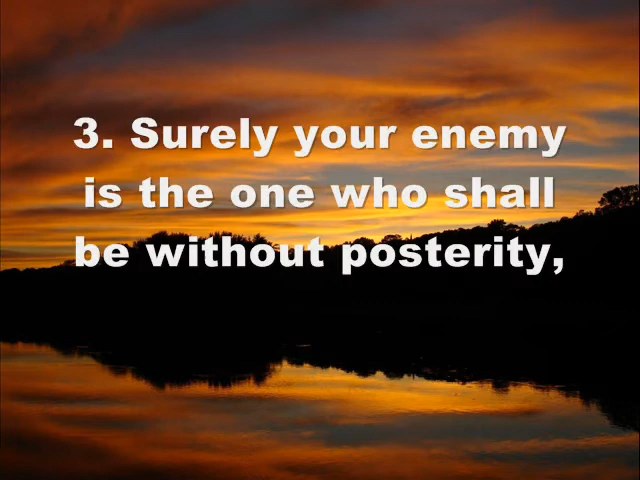 3. Surely your enemy
is the one who shall
be without posterity,